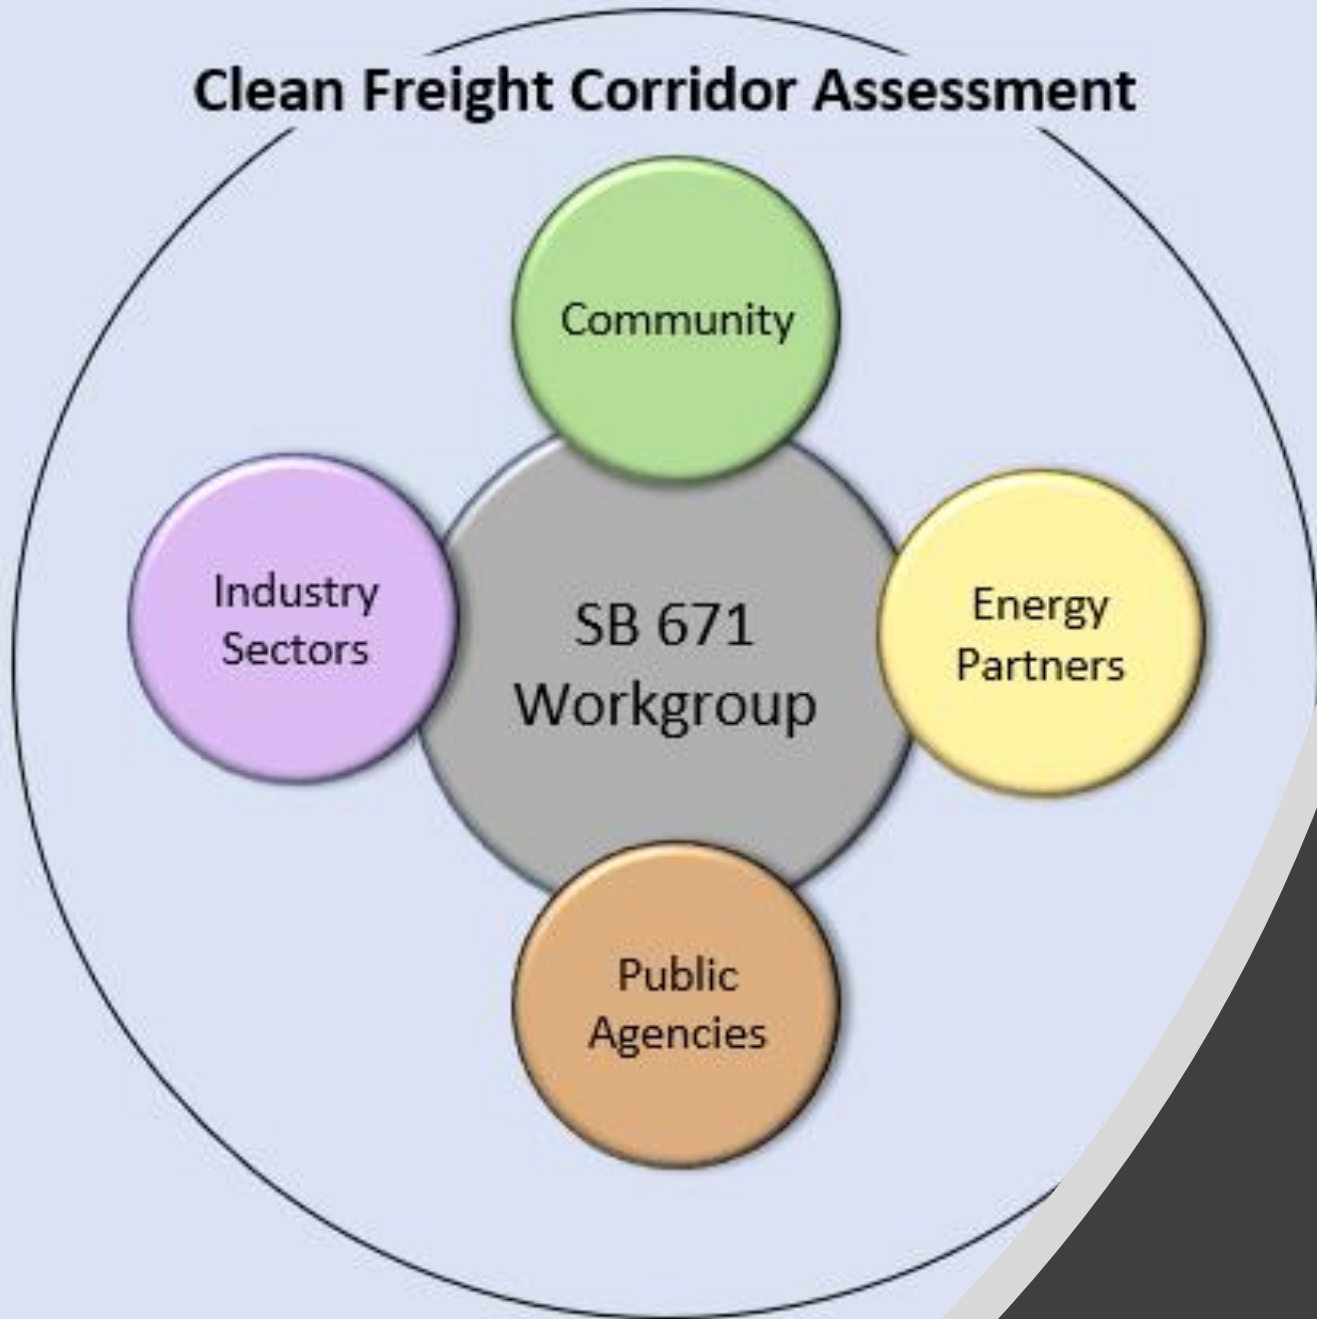 Clean Freight Corridor Assessment
Community
Industry
Sectors
SB 671
Workgroup
Energy
Partners
Public
Agencies